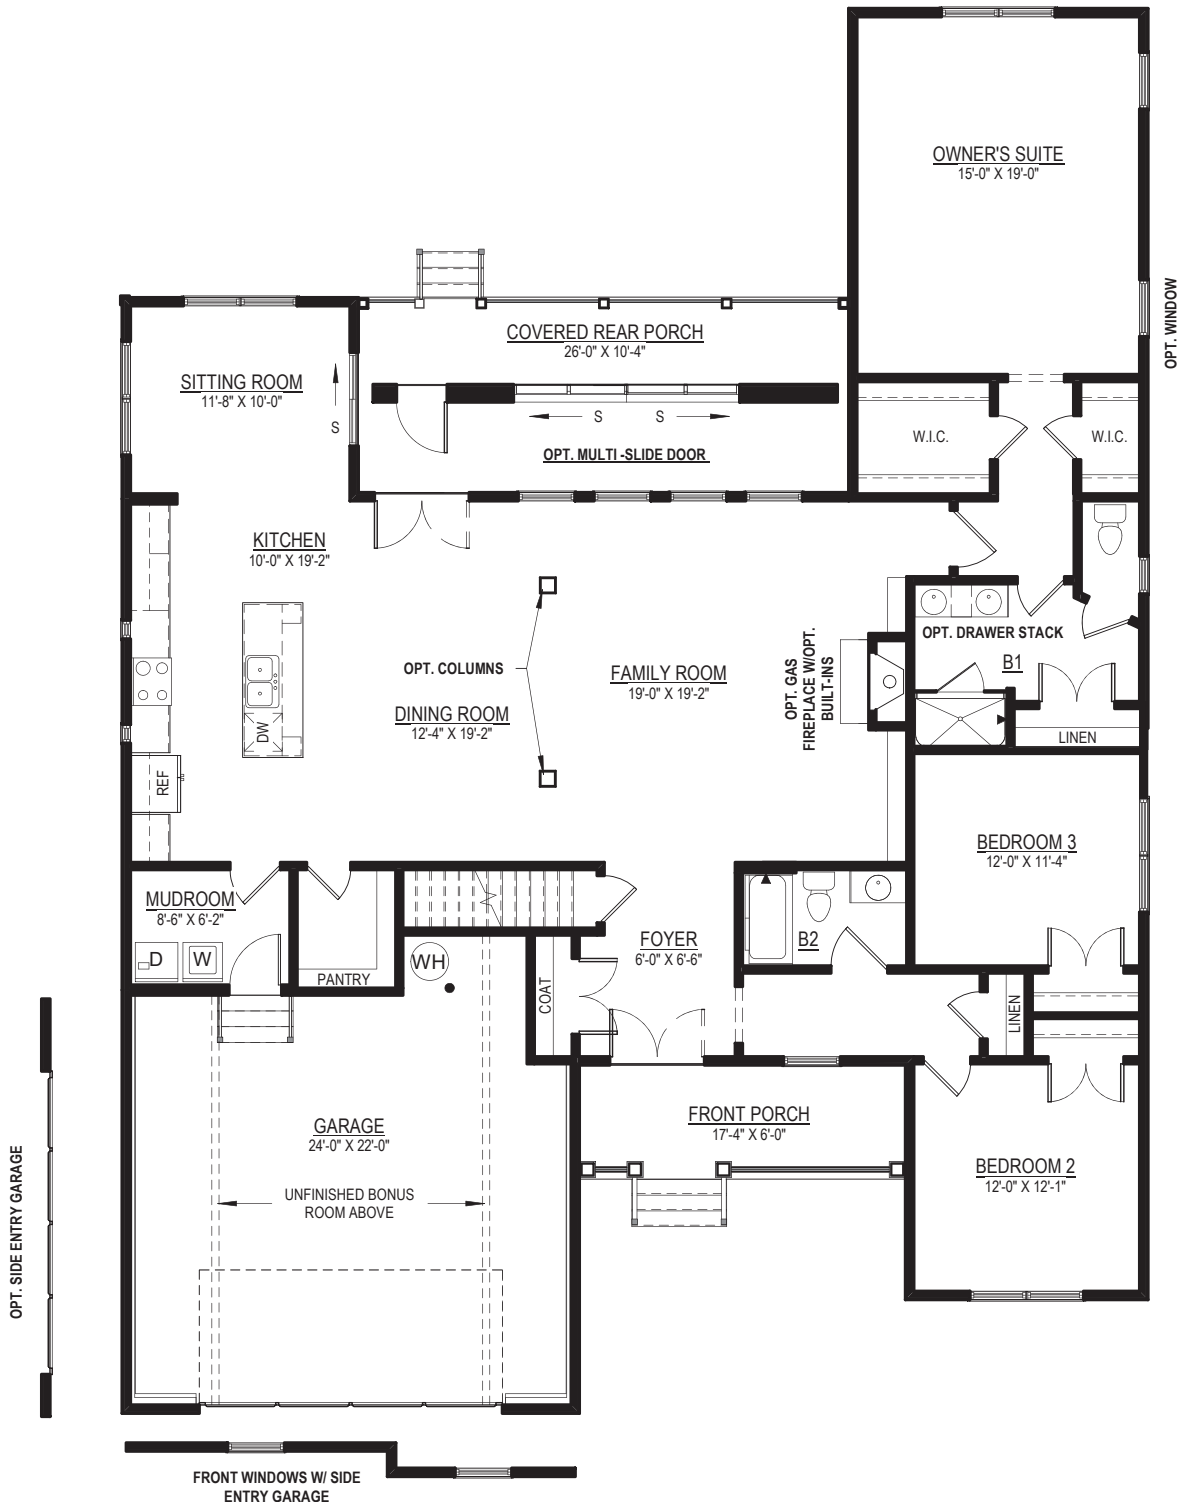 OWNER'S SUITE
15'-0" X 19'-0"
OPT. WINDOW
COVERED REAR PORCH
26'-0" X 10'-4"
SITTING ROOM
11'-8" X 10'-0"
S
S
S
OPT. MULTI -SLIDE DOOR
W.I.C.
W.I.C.
KITCHEN
10'-0" X 19'-2"
OPT. DRAWER STACK
B1
OPT. COLUMNS
FAMILY ROOM
19'-0" X 19'-2"
OPT. GAS
FIREPLACE W/OPT.
BUILT-INS
DINING ROOM
12'-4" X 19'-2"
DW
REF
LINEN
BEDROOM 3
12'-0" X 11'-4"
MUDROOM
8'-6" X 6'-2"
D
W
PANTRY
WH
COAT
FOYER
6'-0" X 6'-6"
B2
LINEN
GARAGE
24'-0" X 22'-0"
FRONT PORCH
17'-4" X 6'-0"
BEDROOM 2
12'-0" X 12'-1"
UNFINISHED BONUS
ROOM ABOVE
OPT. SIDE ENTRY GARAGE
FRONT WINDOWS W/ SIDE
ENTRY GARAGE